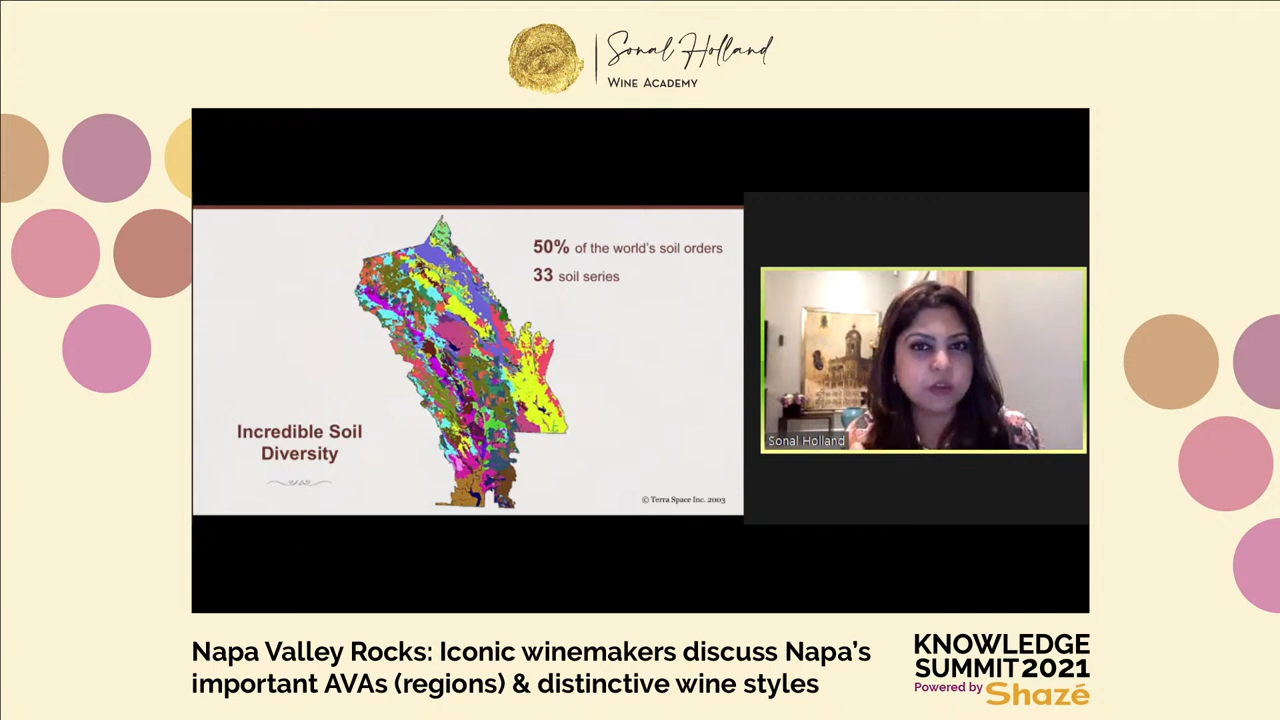 Sonal Holland
WINE ACADEMY
50% of the world's soil orders
33 soil series
Incredible Soil
Diversity
© Terra Space Inc. 2003
Sonal Holland
Napa Valley Rocks: Iconic winemakers discuss Napa's
important AVAs (regions) & distinctive wine styles
KNOWLEDGE
SUMMIT2021
Powered by Shazé